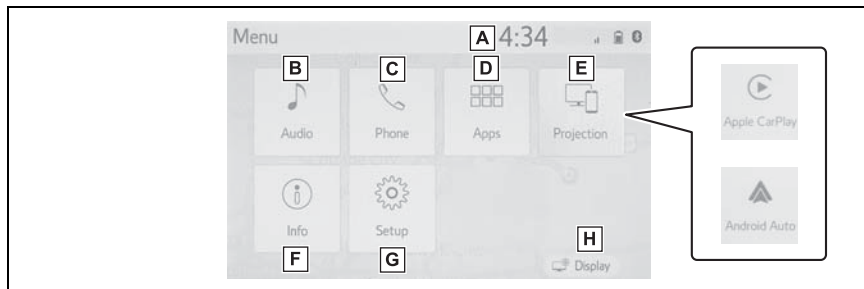 Menu
A 4:34
B
C
D
E
Audio
Phone
Apps
Projection
Info
Setup
F
G
H
Display
Apple CarPlay
Android Auto